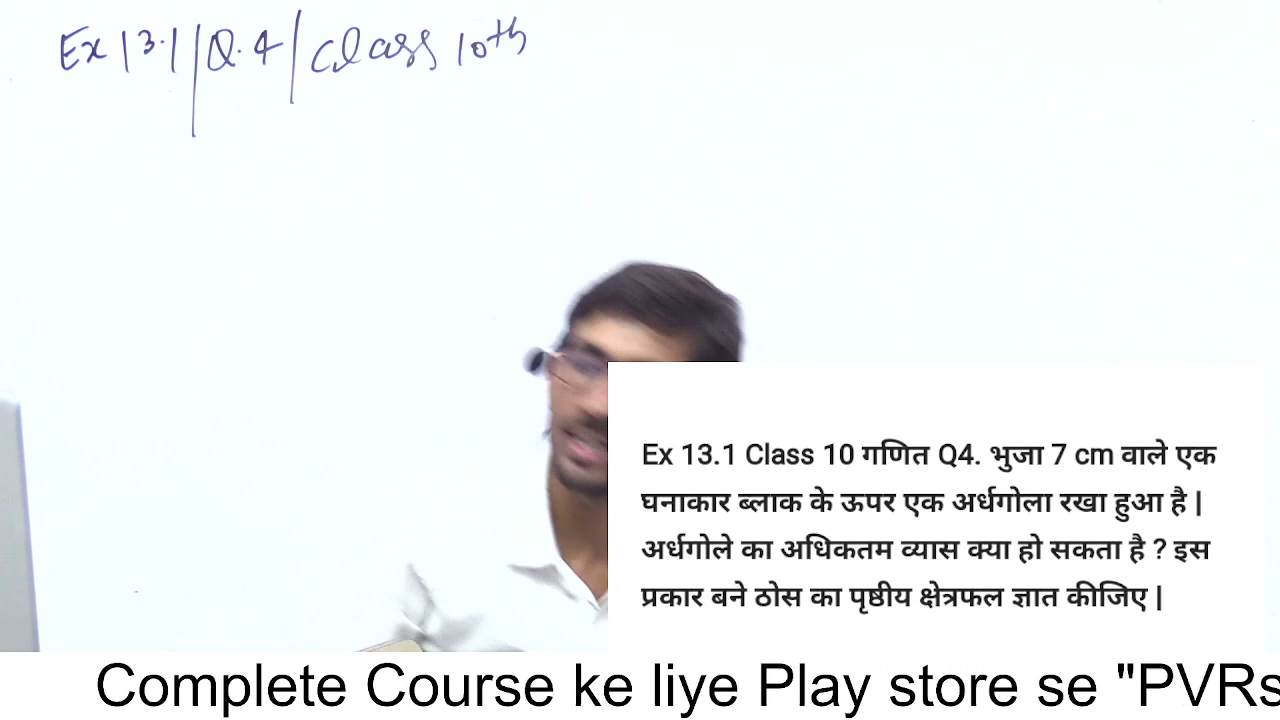 Ex 13.1 | Q.4 | Class 10th
Ex 13.1 Class 10 गणित Q4. भुजा 7 cm वाले एक
घनाकार ब्लाक के ऊपर एक अर्धगोला रखा हुआ है |
अर्धगोले का अधिकतम व्यास क्या हो सकता है ? इस
प्रकार बने ठोस का पृष्ठीय क्षेत्रफल ज्ञात कीजिए |
Complete Course ke liye Play store se "PVRs